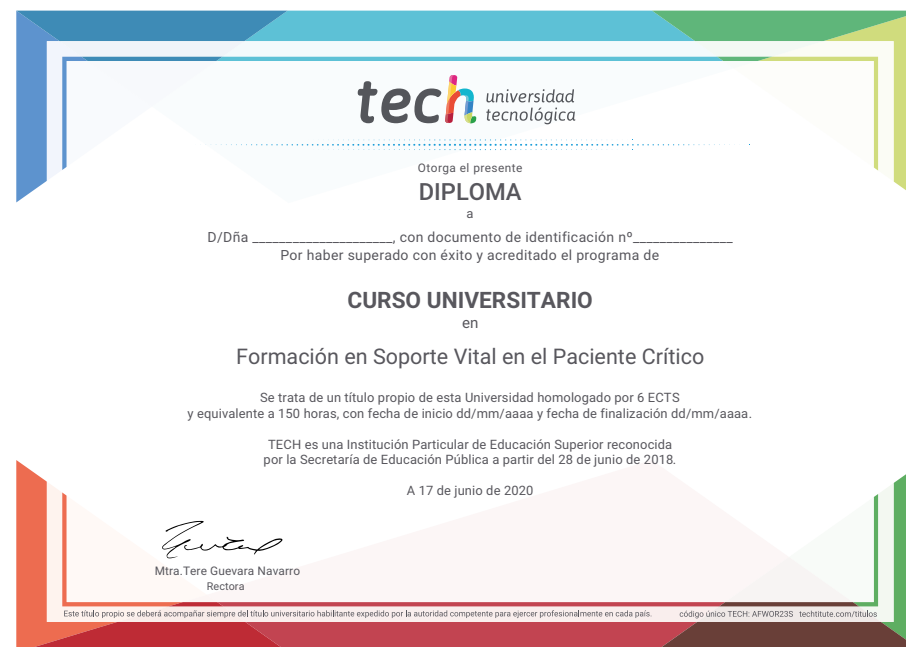 tech universidad
tecnológica
Otorga el presente
DIPLOMA
a
D/Dña _____________________, con documento de identificación nº_______________
Por haber superado con éxito y acreditado el programa de
CURSO UNIVERSITARIO
en
Formación en Soporte Vital en el Paciente Crítico
Se trata de un título propio de esta Universidad homologado por 6 ECTS
y equivalente a 150 horas, con fecha de inicio dd/mm/aaaa y fecha de finalización dd/mm/aaaa.
TECH es una Institución Particular de Educación Superior reconocida
por la Secretaría de Educación Pública a partir del 28 de junio de 2018.
A 17 de junio de 2020
Mtra.Tere Guevara Navarro
Rectora
Este título propio se deberá acompañar siempre del título universitario habilitante expedido por la autoridad competente para ejercer profesionalmente en cada país. código único TECH: AFWOR23S techtitute.com/titulos